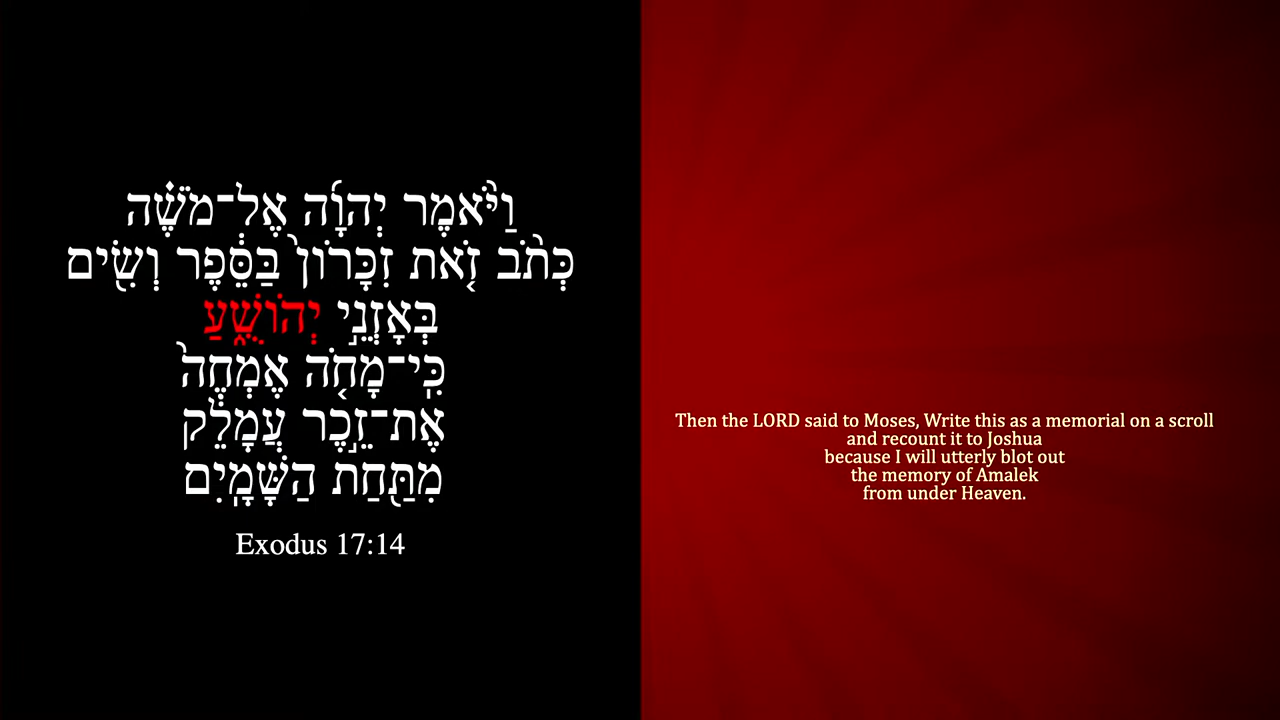 וַיֹּ֨אמֶר יְהוָ֜ה אֶל־מֹשֶׁ֗ה
כְּתֹ֨ב זֹ֤את זִכָּרוֹן֙ בַּסֵּ֔פֶר וְשִׂ֖ים
בְּאׇזְנֵ֣י יְהוֹשֻׁ֑עַ
כִּֽי־מָחֹ֤ה אֶמְחֶה֙
אֶת־זֵ֣כֶר עֲמָלֵ֔ק
מִתַּ֖חַת הַשָּׁמָֽיִם
Exodus 17:14
Then the LORD said to Moses, Write this as a memorial on a scroll
and recount it to Joshua
because I will utterly blot out
the memory of Amalek
from under Heaven.